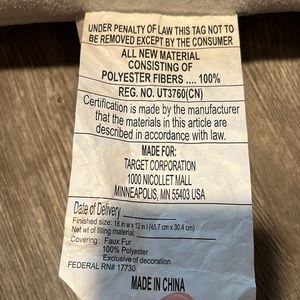 UNDER PENALTY OF LAW THIS TAG NOT TO
BE REMOVED EXCEPT BY THE CONSUMER
ALL NEW MATERIAL
CONSISTING OF
POLYESTER FIBERS .... 100%
REG. NO. UT3760(CN)
Certification is made by the manufacturer
that the materials in this article are
described in accordance with law.
MADE FOR:
TARGET CORPORATION
1000 NICOLLET MALL
MINNEAPOLIS, MN 55403 USA
Date of Delivery
Finished size: 18 in w x 12 in l (45.7 cm x 30.4 cm)
Net wt of filling material:
Covering: Faux Fur
100% Polyester
Exclusive of decoration
FEDERAL RN# 17730
MADE IN CHINA